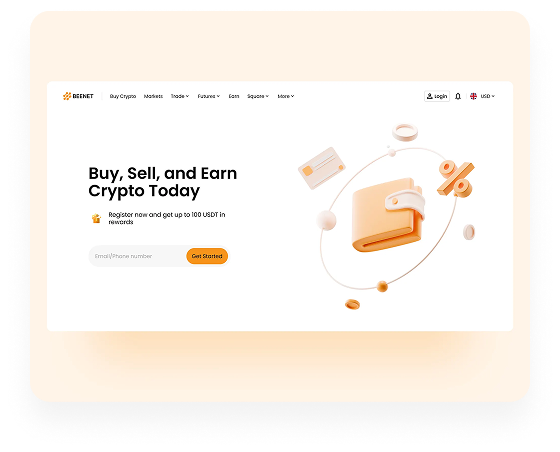 BEENET Buy Crypto Markets Trade Futures Earn Square More Login USD
Buy, Sell, and Earn
Crypto Today
Register now and get up to 100 USDT in
rewards
Email/Phone number Get Started